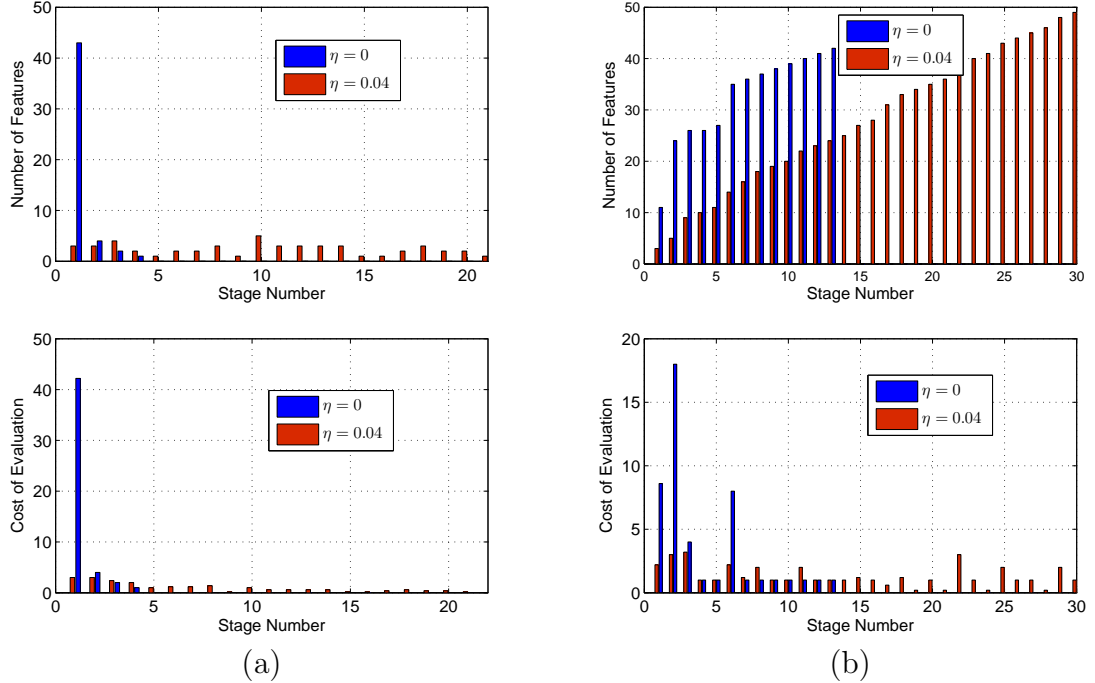 50
40
30
20
10
0
0 5 10 15 20
Number of Features
Stage Number
η = 0
η = 0.04
50
40
30
20
10
0
0 5 10 15 20 25 30
Number of Features
Stage Number
η = 0
η = 0.04
50
40
30
20
10
0
0 5 10 15 20
Cost of Evaluation
Stage Number
η = 0
η = 0.04
20
15
10
5
0
0 5 10 15 20 25 30
Cost of Evaluation
Stage Number
η = 0
η = 0.04
(a) (b)